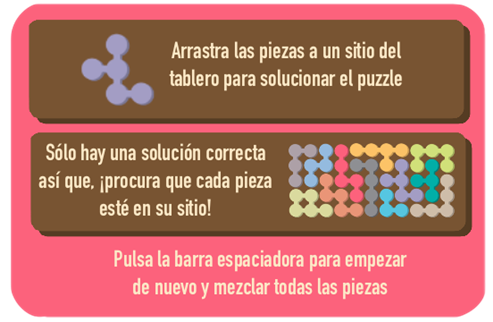 Arrastra las piezas a un sitio del
tablero para solucionar el puzzle
Sólo hay una solución correcta
así que, ¡procura que cada pieza
esté en su sitio!
Pulsa la barra espaciadora para empezar
de nuevo y mezclar todas las piezas